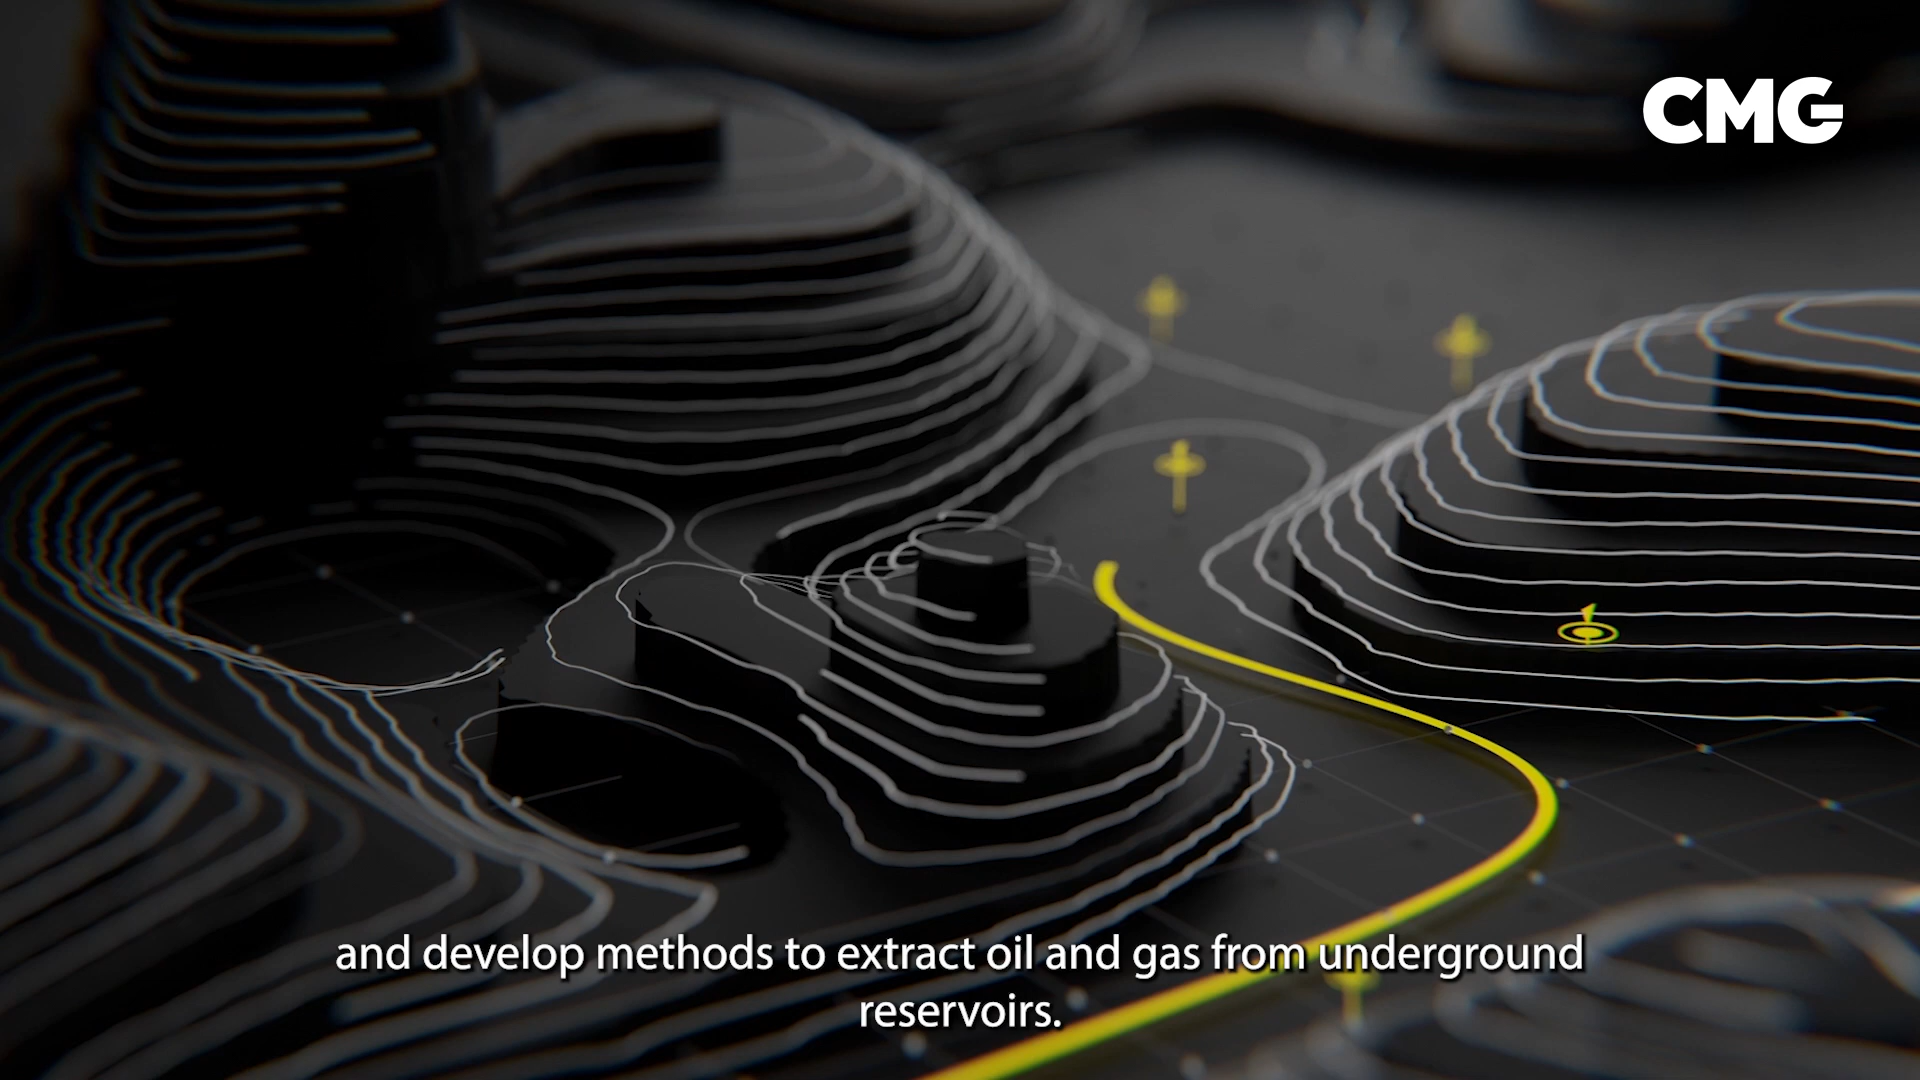 CMG
and develop methods to extract oil and gas from underground
reservoirs.